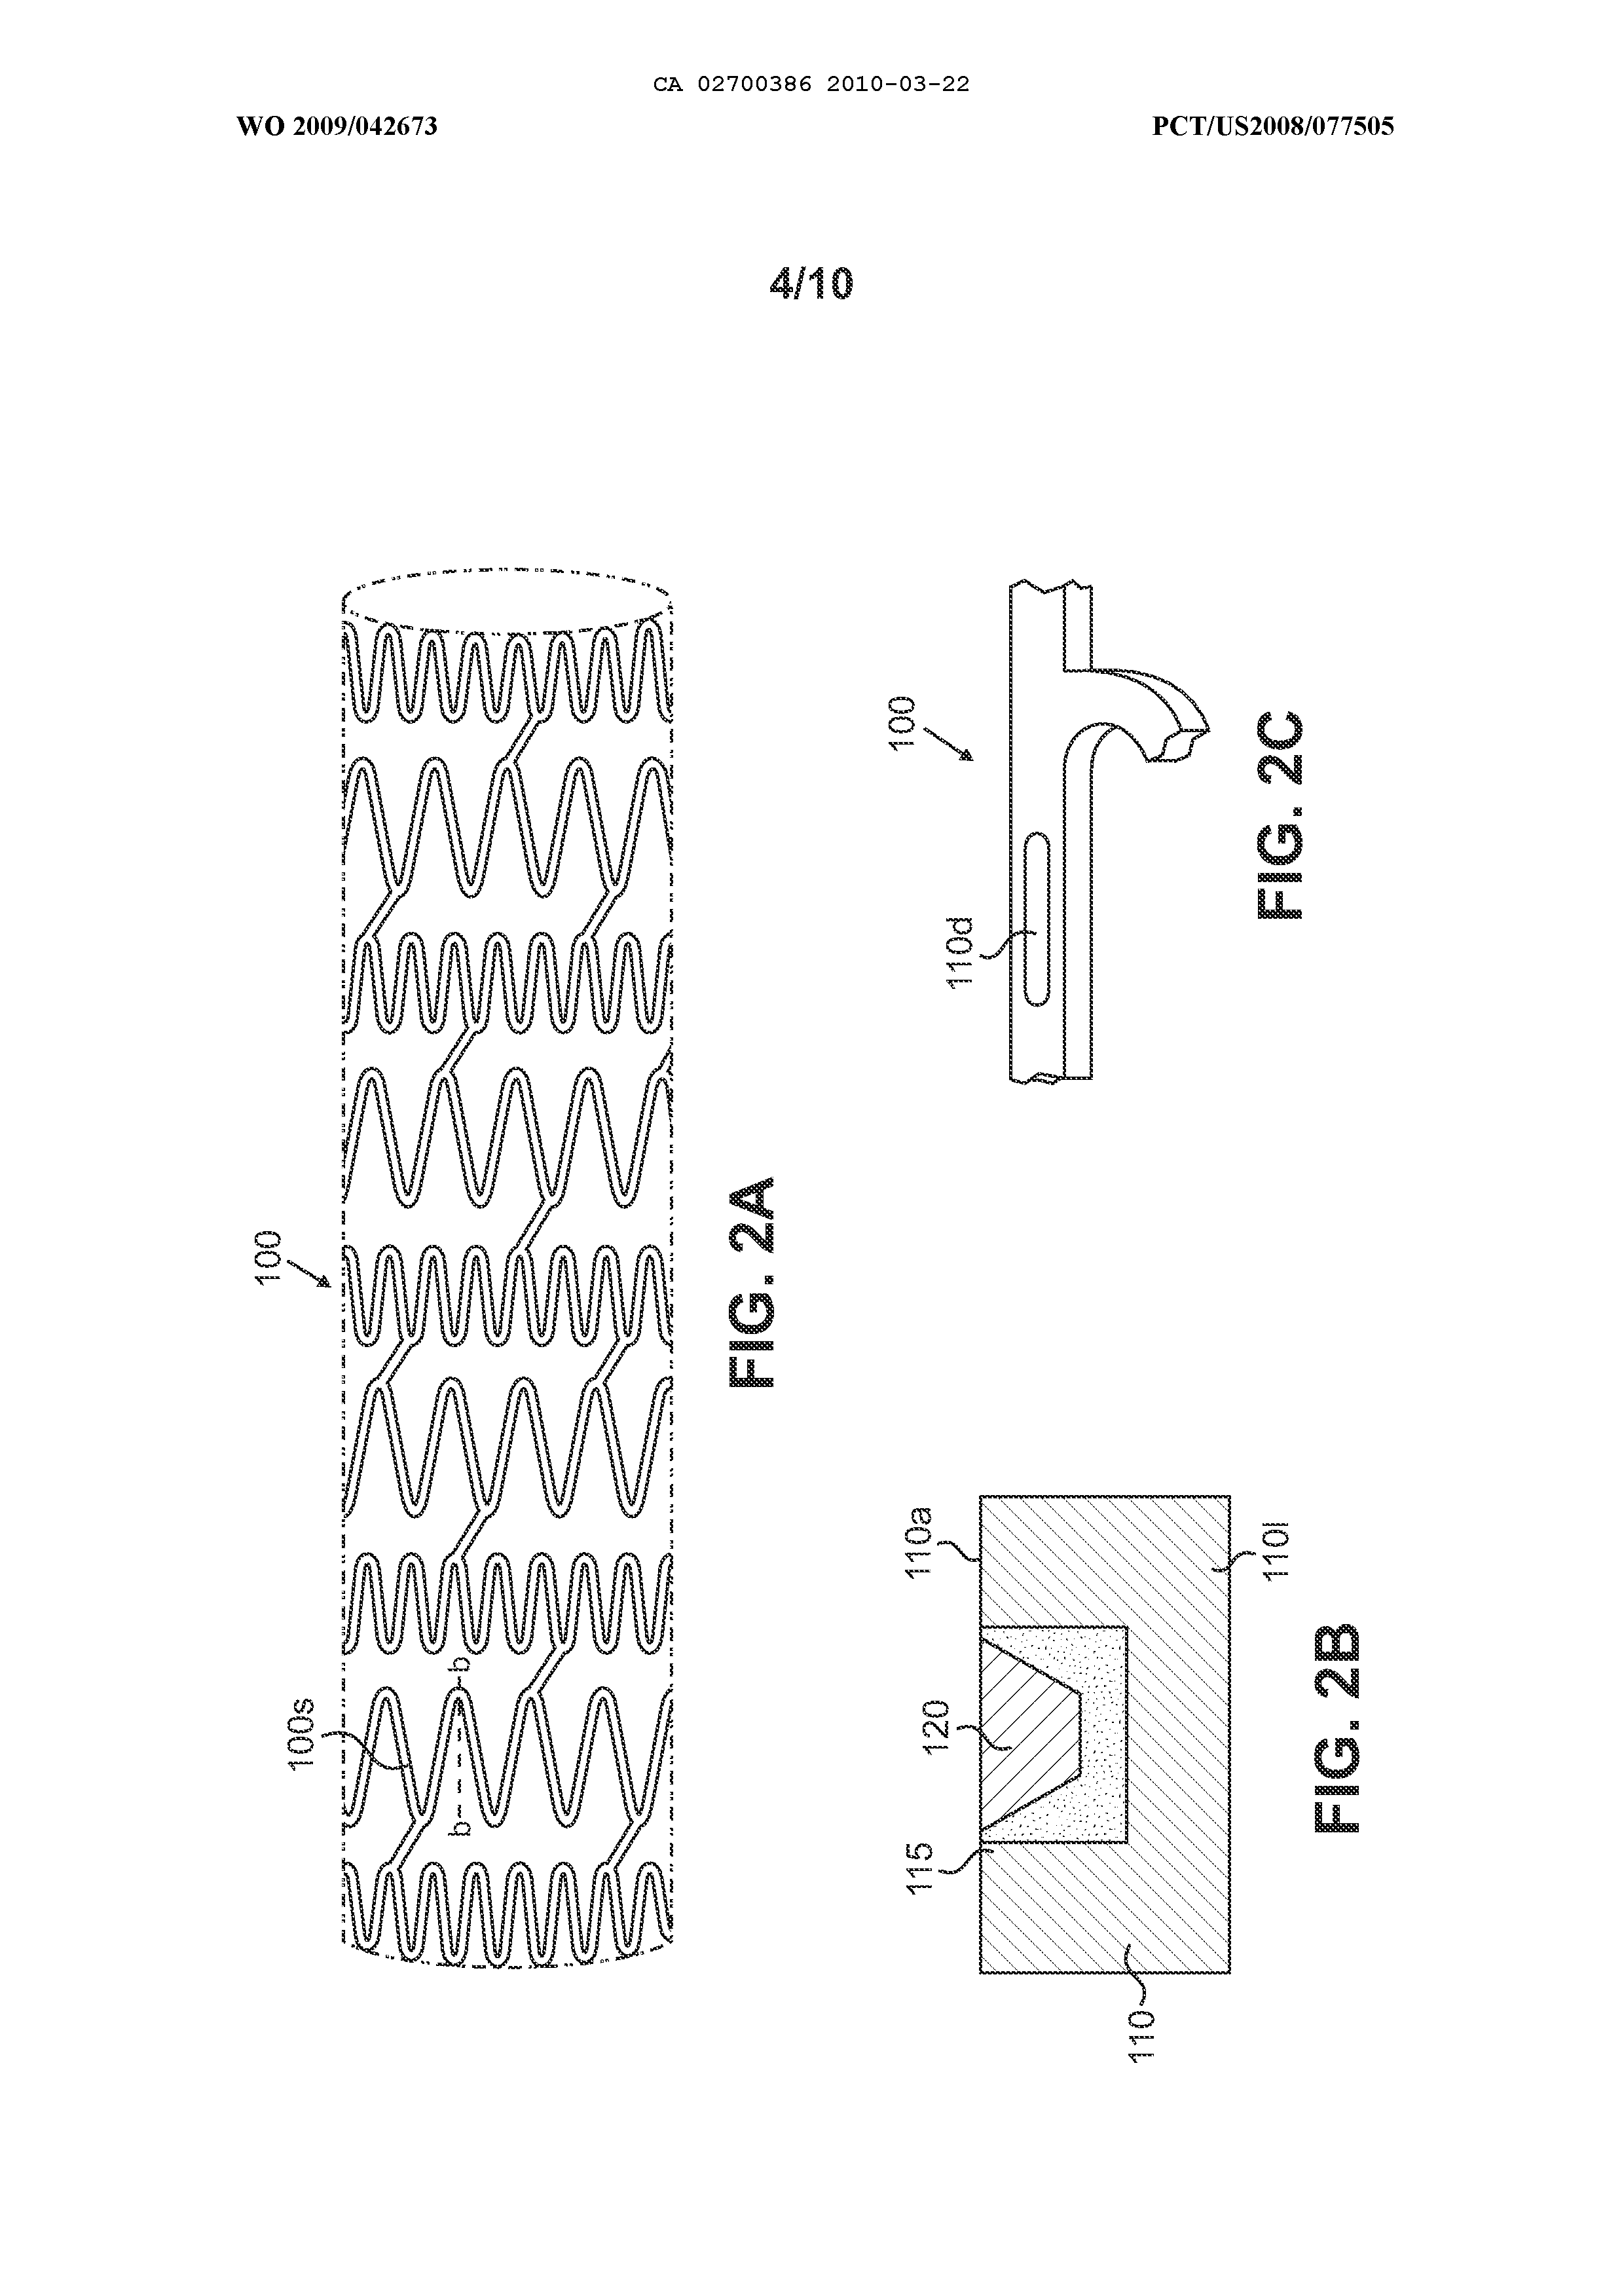 CA 02700386 2010-03-22
WO 2009/042673
PCT/US2008/077505
4/10
100
100s
b
b
FIG. 2A
110a
120
115
110
110l
FIG. 2B
100
110d
FIG. 2C